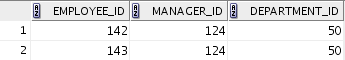 EMPLOYEE_ID MANAGER_ID DEPARTMENT_ID
1 142 124 50
2 143 124 50